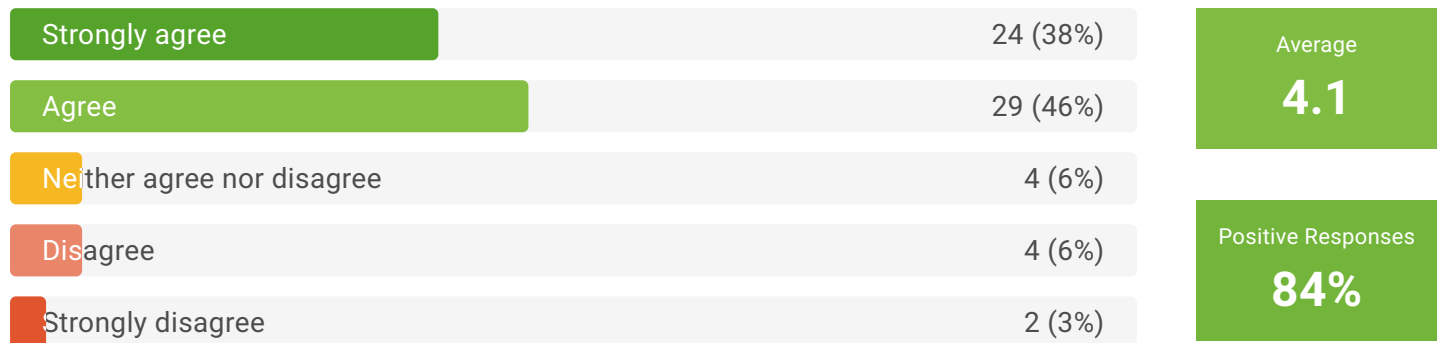 Strongly agree 24 (38%)
Agree 29 (46%)
Neither agree nor disagree 4 (6%)
Disagree 4 (6%)
Strongly disagree 2 (3%)
Average
4.1
Positive Responses
84%